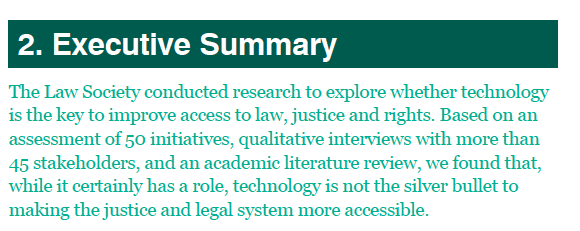 2. Executive Summary
The Law Society conducted research to explore whether technology
is the key to improve access to law, justice and rights. Based on an
assessment of 50 initiatives, qualitative interviews with more than
45 stakeholders, and an academic literature review, we found that,
while it certainly has a role, technology is not the silver bullet to
making the justice and legal system more accessible.